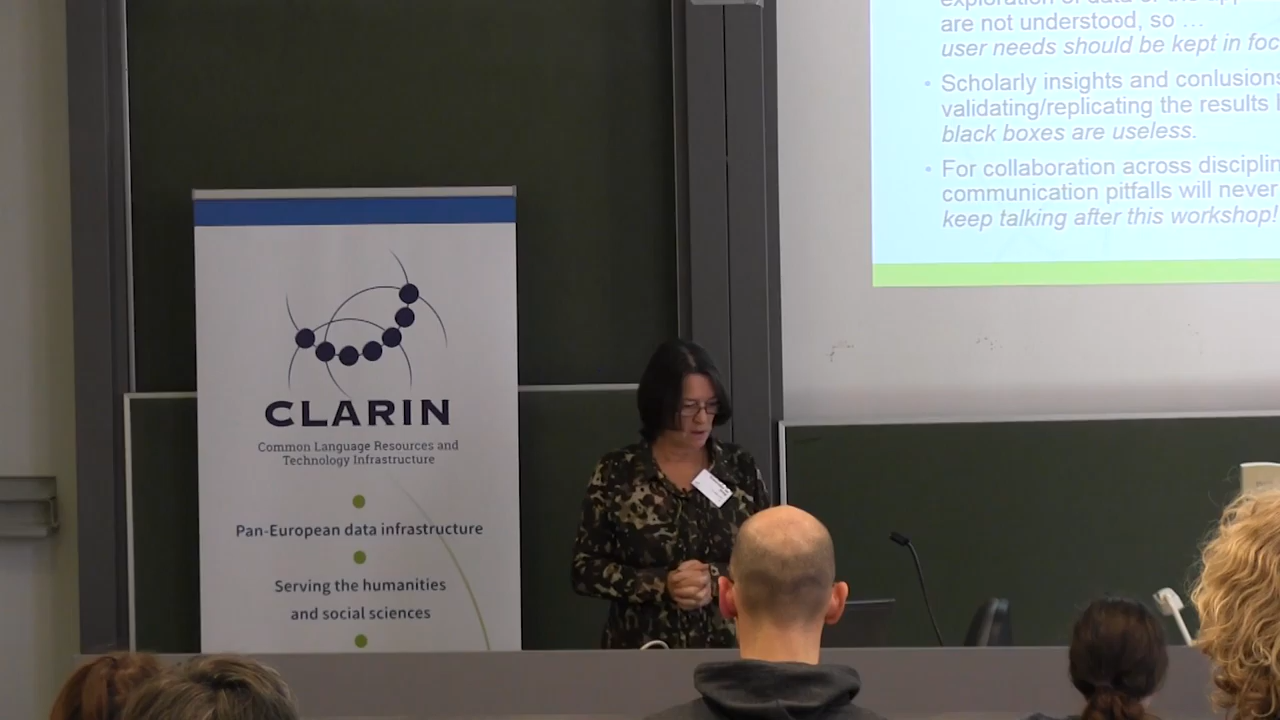 CLARIN
Common Language Resources and
Technology Infrastructure
Pan-European data infrastructure
Serving the humanities
and social sciences
are not understood, so …
user needs should be kept in foc
Scholarly insights and conlusions
validating/replicating the results
black boxes are useless.
For collaboration across disciplin
communication pitfalls will never
keep talking after this workshop!